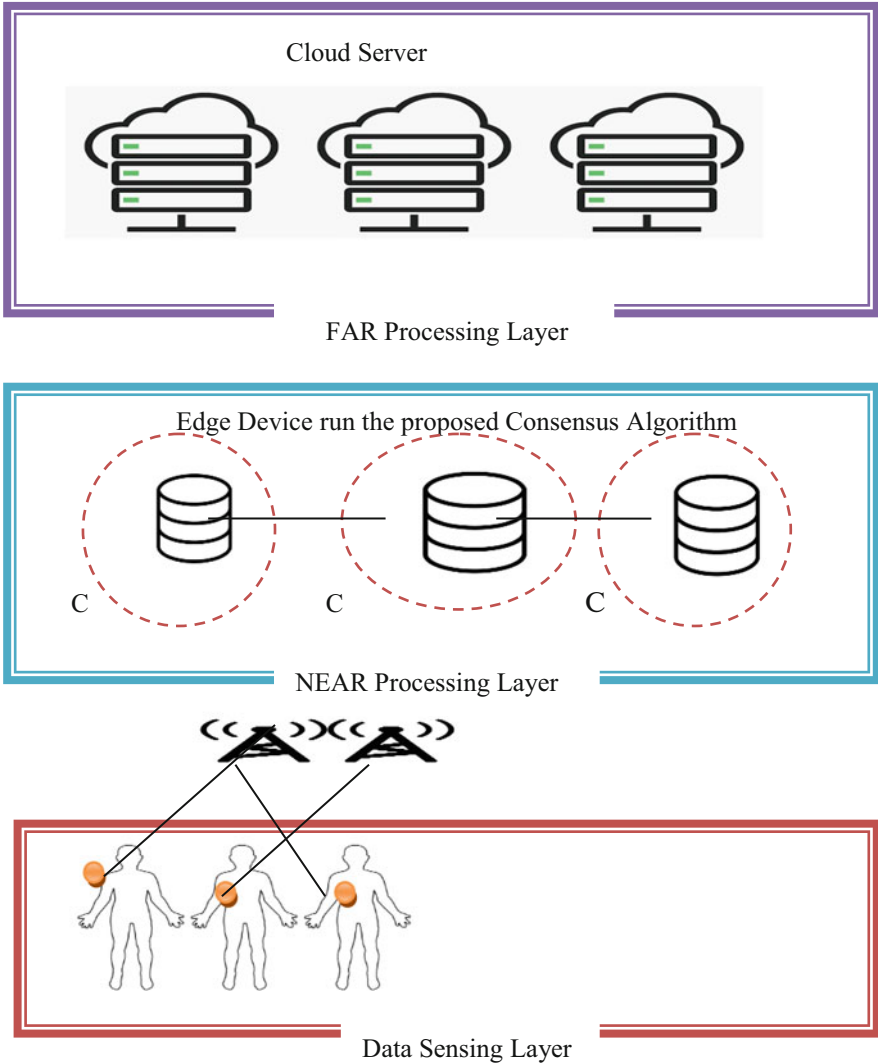 Cloud Server
FAR Processing Layer
Edge Device run the proposed Consensus Algorithm
C
C
C
NEAR Processing Layer
Data Sensing Layer